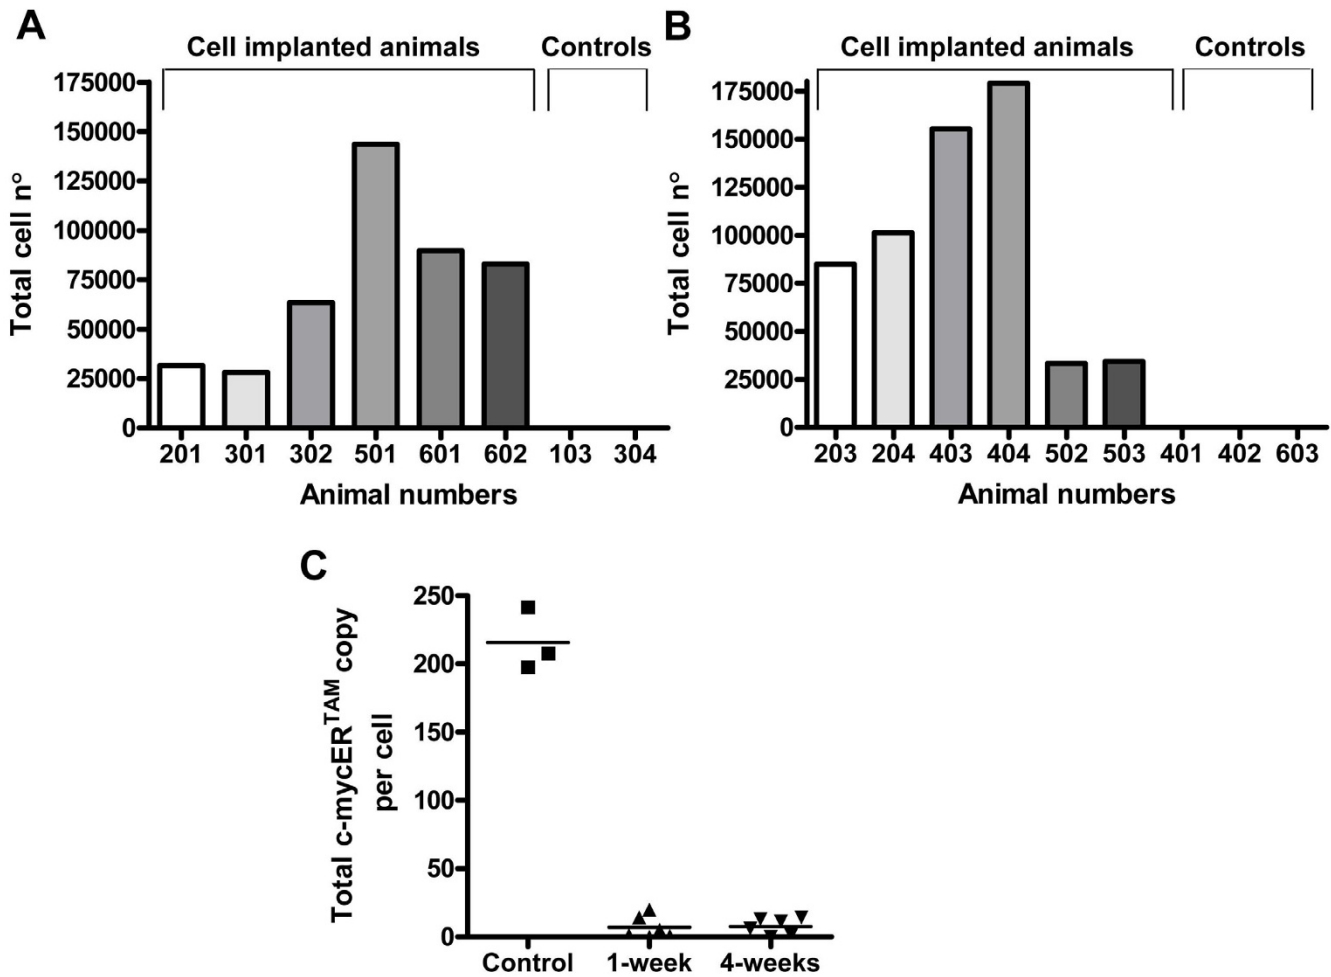 A
Cell implanted animals Controls
175000
150000
125000
100000
75000
50000
25000
0
Total cell n°
201 301 302 501 601 602 103 304
Animal numbers
B
Cell implanted animals Controls
175000
150000
125000
100000
75000
50000
25000
0
Total cell n°
203 204 403 404 502 503 401 402 603
Animal numbers
C
Total c-mycERTAM copy
per cell
250
200
150
100
50
0
Control 1-week 4-weeks